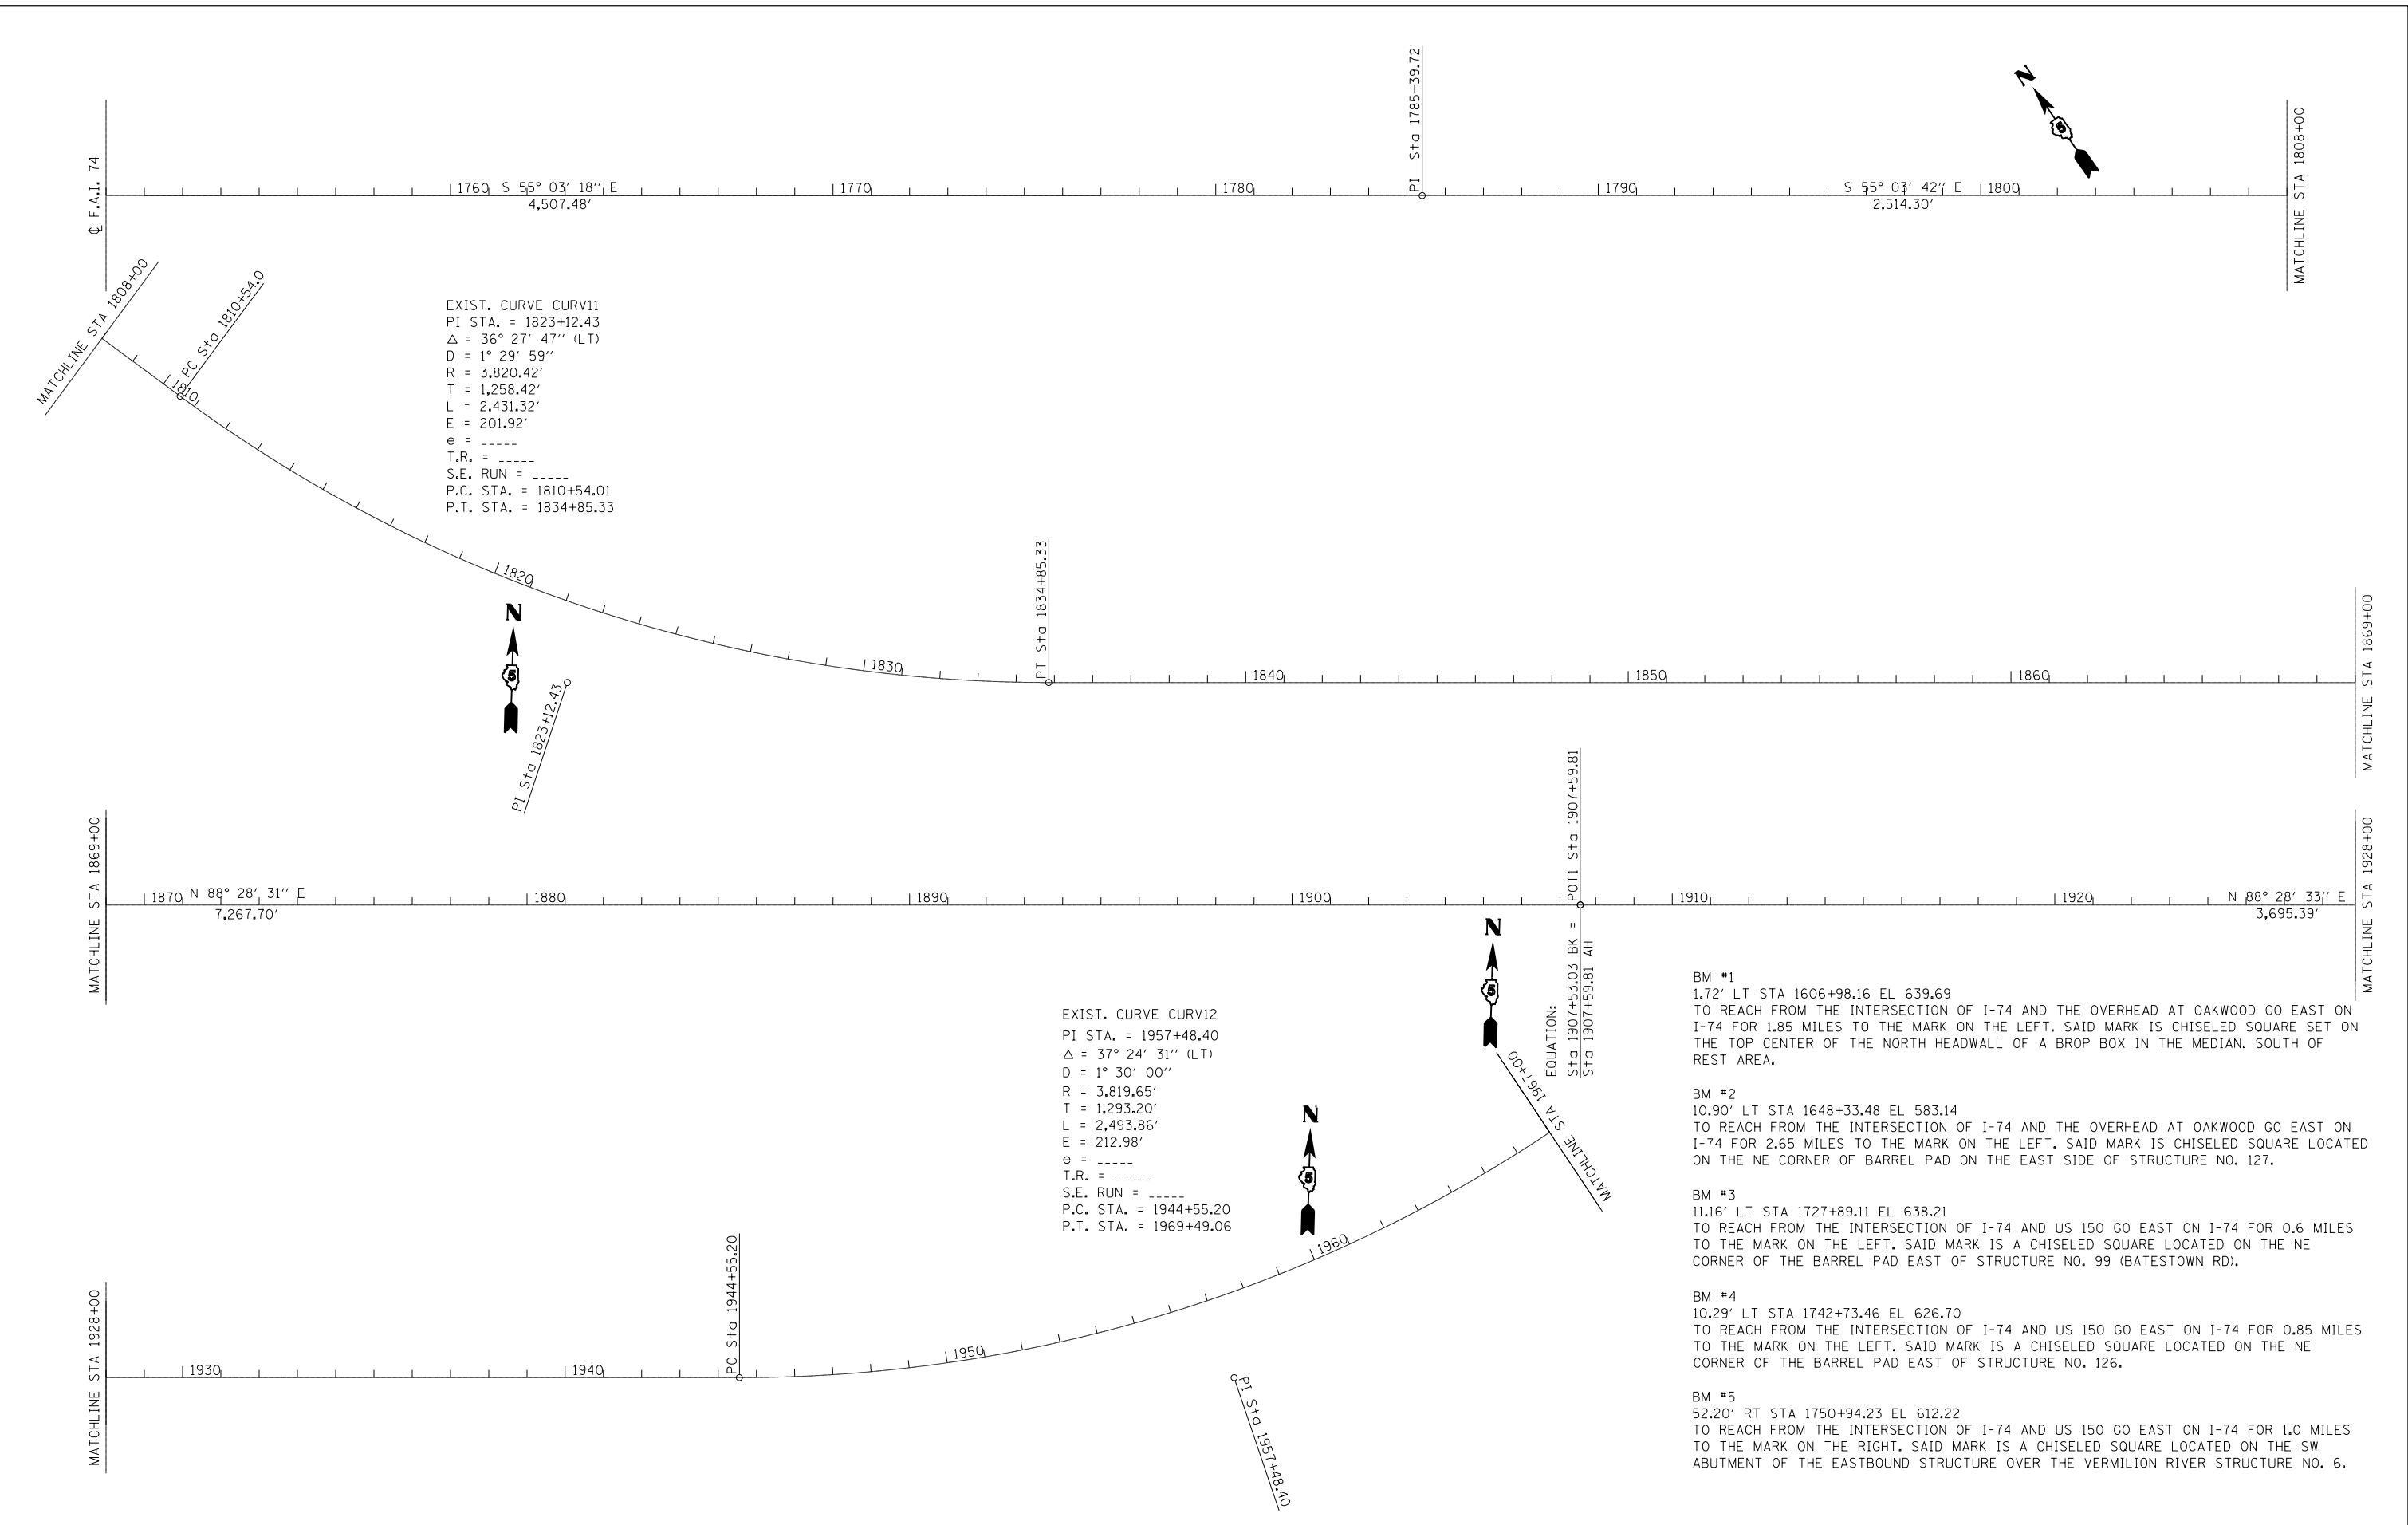 ℄ F.A.I. 74
1760 S 55° 03′ 18″ E
4,507.48′
1770
1780
PI Sta 1785+39.72
1790
S 55° 03′ 42″ E 1800
2,514.30′
N
5
MATCHLINE STA 1808+00
MATCHLINE STA 1808+00
PC Sta 1810+54.0
1810
EXIST. CURVE CURV11
PI STA. = 1823+12.43
△ = 36° 27′ 47″ (LT)
D = 1° 29′ 59″
R = 3,820.42′
T = 1,258.42′
L = 2,431.32′
E = 201.92′
e = _____
T.R. = _____
S.E. RUN = _____
P.C. STA. = 1810+54.01
P.T. STA. = 1834+85.33
1820
N
5
PI Sta 1823+12.43
1830
PT Sta 1834+85.33
1840
1850
1860
MATCHLINE STA 1869+00
MATCHLINE STA 1869+00
1870 N 88° 28′ 31″ E
7,267.70′
1880
1890
1900
POT1 Sta 1907+59.81
EQUATION:
Sta 1907+53.03 BK =
Sta 1907+59.81 AH
1910
1920
N 88° 28′ 33″ E
3,695.39′
MATCHLINE STA 1928+00
N
5
EXIST. CURVE CURV12
PI STA. = 1957+48.40
△ = 37° 24′ 31″ (LT)
D = 1° 30′ 00″
R = 3,819.65′
T = 1,293.20′
L = 2,493.86′
E = 212.98′
e = _____
T.R. = _____
S.E. RUN = _____
P.C. STA. = 1944+55.20
P.T. STA. = 1969+49.06
N
5
MATCHLINE STA 1928+00
1930
1940
PC Sta 1944+55.20
1950
PI Sta 1957+48.40
1960
MATCHLINE STA 1967+00
BM #1
1.72′ LT STA 1606+98.16 EL 639.69
TO REACH FROM THE INTERSECTION OF I-74 AND THE OVERHEAD AT OAKWOOD GO EAST ON
I-74 FOR 1.85 MILES TO THE MARK ON THE LEFT. SAID MARK IS CHISELED SQUARE SET ON
THE TOP CENTER OF THE NORTH HEADWALL OF A BROP BOX IN THE MEDIAN. SOUTH OF
REST AREA.
BM #2
10.90′ LT STA 1648+33.48 EL 583.14
TO REACH FROM THE INTERSECTION OF I-74 AND THE OVERHEAD AT OAKWOOD GO EAST ON
I-74 FOR 2.65 MILES TO THE MARK ON THE LEFT. SAID MARK IS CHISELED SQUARE LOCATED
ON THE NE CORNER OF BARREL PAD ON THE EAST SIDE OF STRUCTURE NO. 127.
BM #3
11.16′ LT STA 1727+89.11 EL 638.21
TO REACH FROM THE INTERSECTION OF I-74 AND US 150 GO EAST ON I-74 FOR 0.6 MILES
TO THE MARK ON THE LEFT. SAID MARK IS A CHISELED SQUARE LOCATED ON THE NE
CORNER OF THE BARREL PAD EAST OF STRUCTURE NO. 99 (BATESTOWN RD).
BM #4
10.29′ LT STA 1742+73.46 EL 626.70
TO REACH FROM THE INTERSECTION OF I-74 AND US 150 GO EAST ON I-74 FOR 0.85 MILES
TO THE MARK ON THE LEFT. SAID MARK IS A CHISELED SQUARE LOCATED ON THE NE
CORNER OF THE BARREL PAD EAST OF STRUCTURE NO. 126.
BM #5
52.20′ RT STA 1750+94.23 EL 612.22
TO REACH FROM THE INTERSECTION OF I-74 AND US 150 GO EAST ON I-74 FOR 1.0 MILES
TO THE MARK ON THE RIGHT. SAID MARK IS A CHISELED SQUARE LOCATED ON THE SW
ABUTMENT OF THE EASTBOUND STRUCTURE OVER THE VERMILION RIVER STRUCTURE NO. 6.